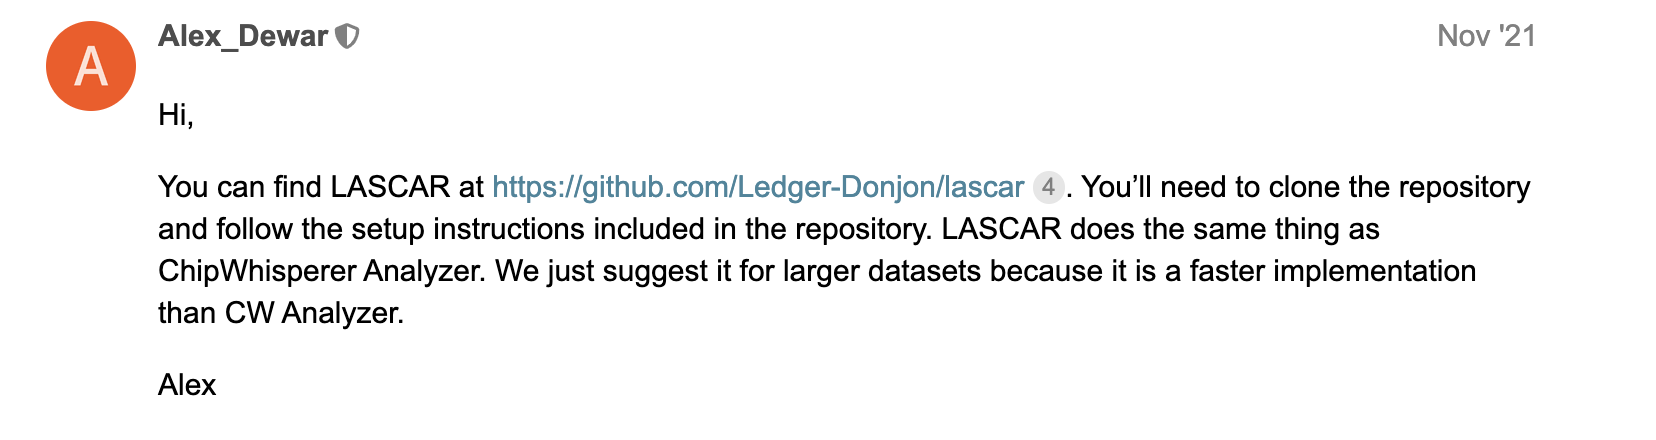 A
Alex_Dewar
Nov '21
Hi,
You can find LASCAR at https://github.com/Ledger-Donjon/lascar 4. You’ll need to clone the repository
and follow the setup instructions included in the repository. LASCAR does the same thing as
ChipWhisperer Analyzer. We just suggest it for larger datasets because it is a faster implementation
than CW Analyzer.
Alex